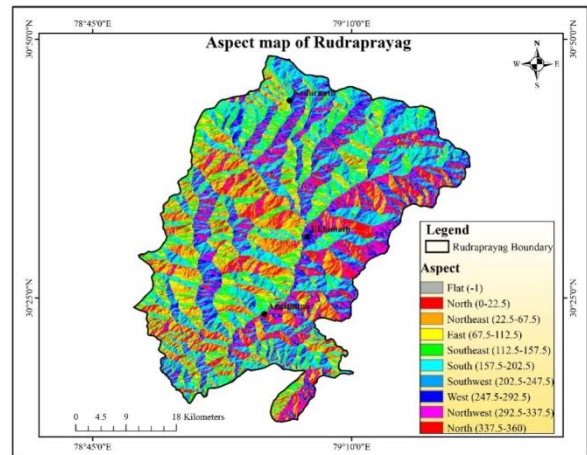 78°45'0"E 79°10'0"E
Aspect map of Rudraprayag
30°50'0"N 30°50'0"N
N
W E
S
Kedarnath
Ukhimath
Legend
Rudraprayag Boundary
Aspect
Flat (-1)
North (0-22.5)
Northeast (22.5-67.5)
East (67.5-112.5)
Southeast (112.5-157.5)
South (157.5-202.5)
Southwest (202.5-247.5)
West (247.5-292.5)
Northwest (292.5-337.5)
North (337.5-360)
30°25'0"N 30°25'0"N
0 4.5 9 18 Kilometers
78°45'0"E 79°10'0"E